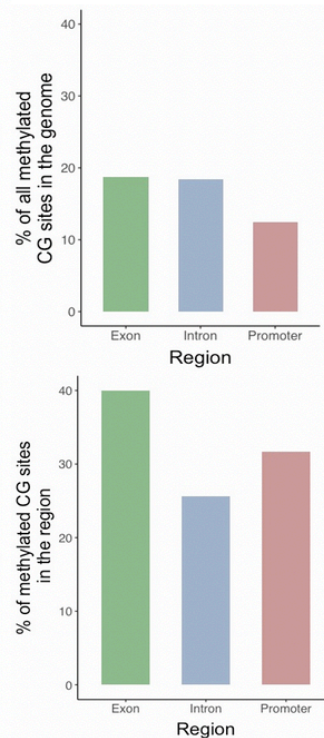 % of all methylated
CG sites in the genome
40
30
20
10
0
Exon Intron Promoter
Region
% of methylated CG sites
in the region
40
30
20
10
0
Exon Intron Promoter
Region